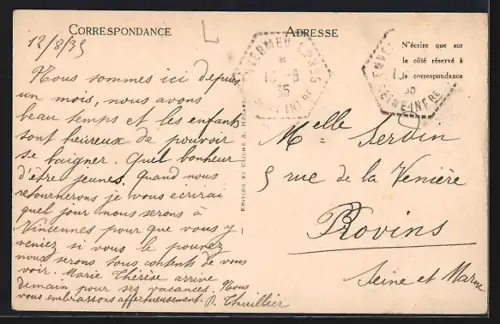 CORRESPONDANCE
ADRESSE
12/8/35
Nous sommes ici depuis
un mois, nous avons
beau temps et les enfants
sont heureux de pouvoir
se baigner. Quel bonheur
d'être jeunes. Quand nous
retournerons je vous écrirai
quel jour nous serons à
Vincennes pour que vous y
veniez si vous le pouvez
nous serons tous contents de vous
voir. Marie Thérèse arrive
demain pour ses vacances. Nous
vous embrassons affectueusement. P. Thuillier
N'écrire que sur
le côté réservé à
la correspondance
35
SEINE-INFRE
Melle Serdin
5 rue de la Venière
Provins
Seine et Marne